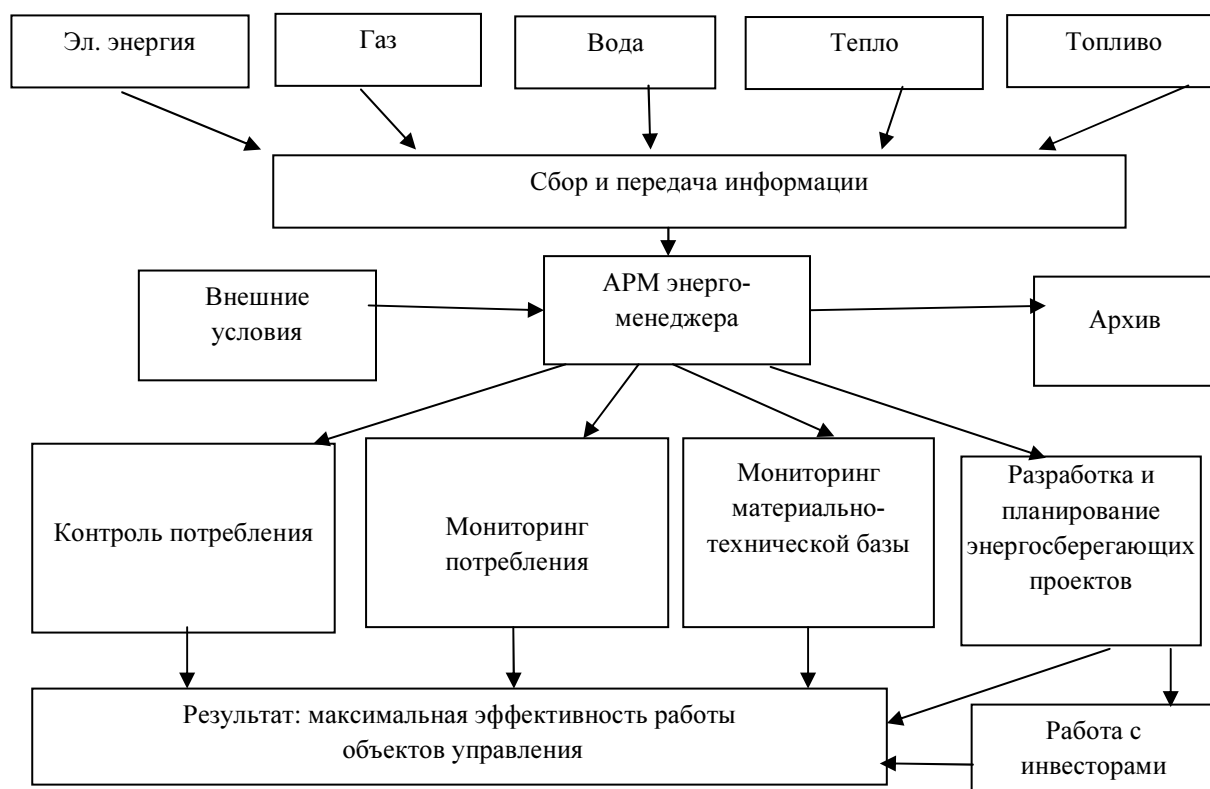 Эл. энергия
Газ
Вода
Тепло
Топливо
Сбор и передача информации
Внешние
условия
АРМ энерго-
менеджера
Архив
Контроль потребления
Мониторинг
потребления
Мониторинг
материально-
технической базы
Разработка и
планирование
энергосберегающих
проектов
Результат: максимальная эффективность работы
объектов управления
Работа с
инвесторами